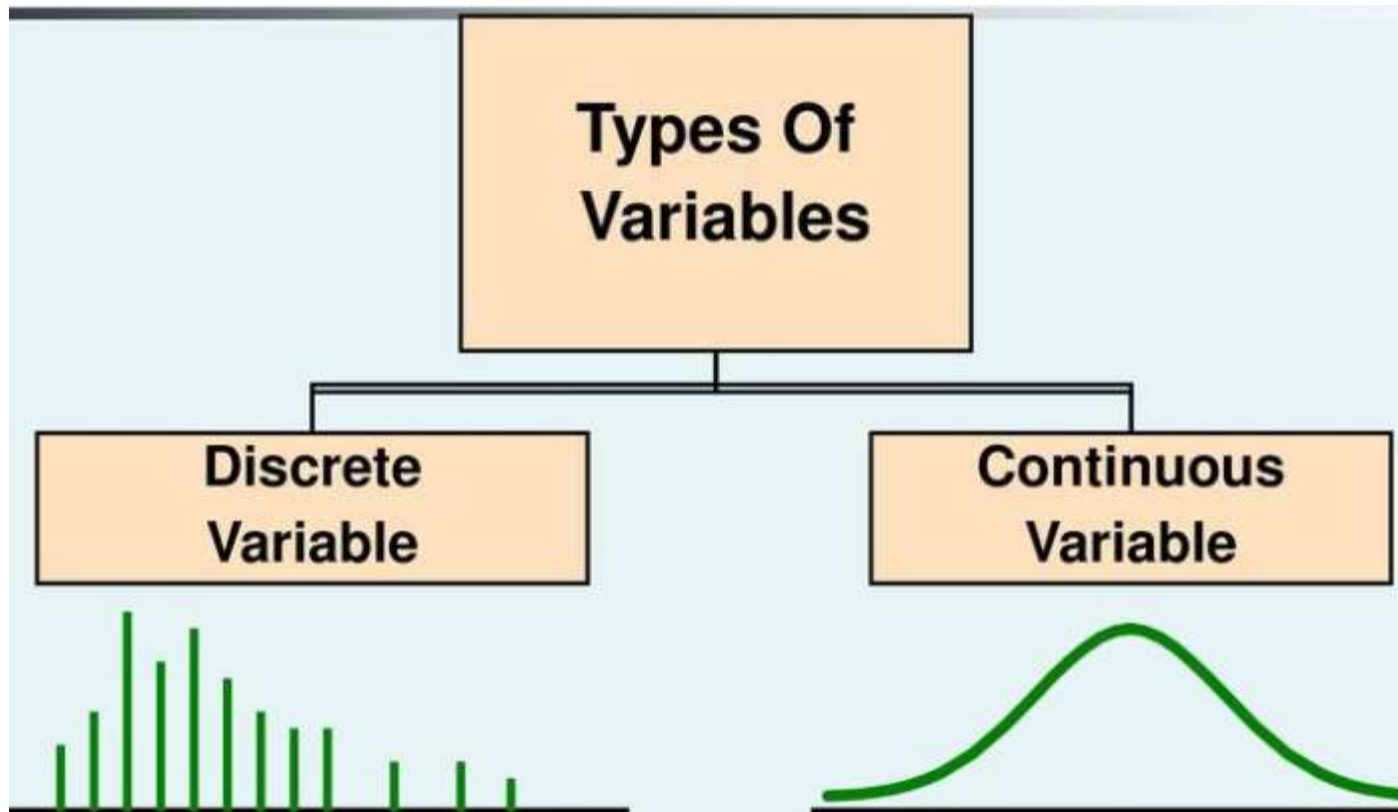 Types Of
Variables
Discrete
Variable
Continuous
Variable